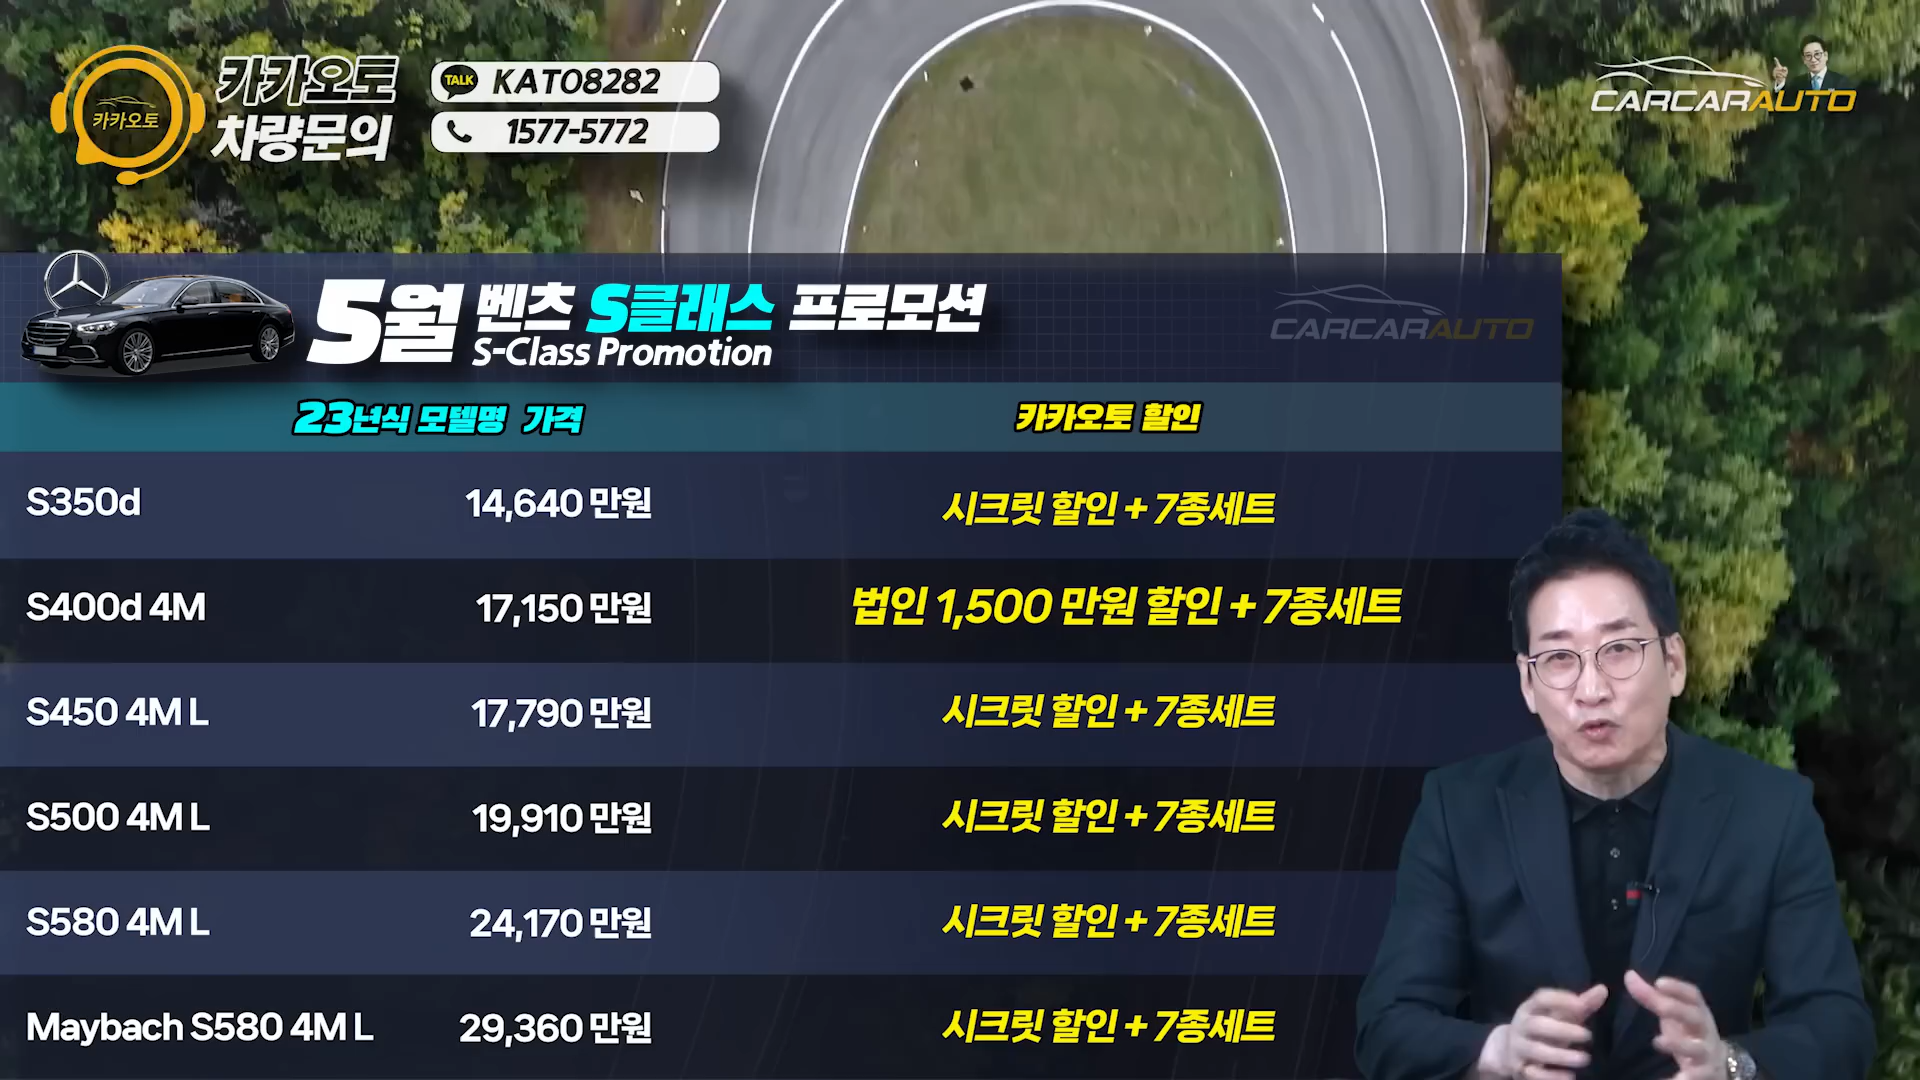 카카오토
카카오토
차량문의
TALK KATO8282
1577-5772
CARCARAUTO
5월 벤츠 S클래스 프로모션
S-Class Promotion
CARCARAUTO
23년식 모델명 가격 카카오토 할인
S350d 14,640 만원 시크릿 할인 + 7종세트
S400d 4M 17,150 만원 법인 1,500 만원 할인 + 7종세트
S450 4M L 17,790 만원 시크릿 할인 + 7종세트
S500 4M L 19,910 만원 시크릿 할인 + 7종세트
S580 4M L 24,170 만원 시크릿 할인 + 7종세트
Maybach S580 4M L 29,360 만원 시크릿 할인 + 7종세트